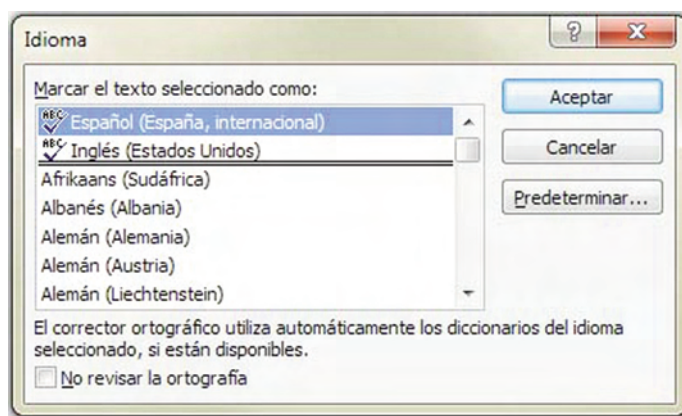 Idioma
Marcar el texto seleccionado como:
Español (España, internacional)
Inglés (Estados Unidos)
Afrikaans (Sudáfrica)
Albanés (Albania)
Alemán (Alemania)
Alemán (Austria)
Alemán (Liechtenstein)
Aceptar
Cancelar
Predeterminar...
El corrector ortográfico utiliza automáticamente los diccionarios del idioma
seleccionado, si están disponibles.
No revisar la ortografía